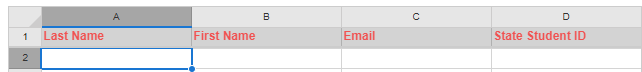 A B C D
1 Last Name First Name Email State Student ID
2